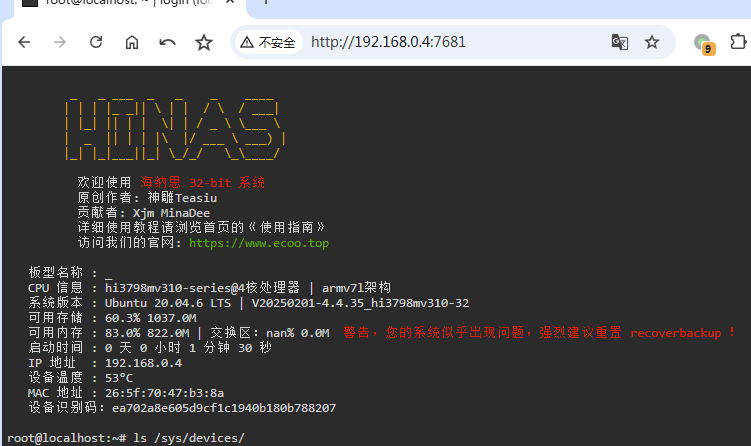 root@localhost: ~ | login (loc
不安全 http://192.168.0.4:7681
9
HINAS
欢迎使用 海纳思 32-bit 系统
原创作者: 神雕Teasiu
贡献者: Xjm MinaDee
详细使用教程请浏览首页的《使用指南》
访问我们的官网: https://www.ecoo.top
板型名称 : _
CPU 信息 : hi3798mv310-series@4核处理器 | armv7l架构
系统版本 : Ubuntu 20.04.6 LTS | V20250201-4.4.35_hi3798mv310-32
可用存储 : 60.3% 1037.0M
可用内存 : 83.0% 822.0M | 交换区: nan% 0.0M 警告，您的系统似乎出现问题，强烈建议重置 recoverbackup !
启动时间 : 0 天 0 小时 1 分钟 30 秒
IP 地址 : 192.168.0.4
设备温度 : 53°C
MAC 地址 : 26:5f:70:47:b3:8a
设备识别码: ea702a8e605d9cf1c1940b180b788207
root@localhost:~# ls /sys/devices/